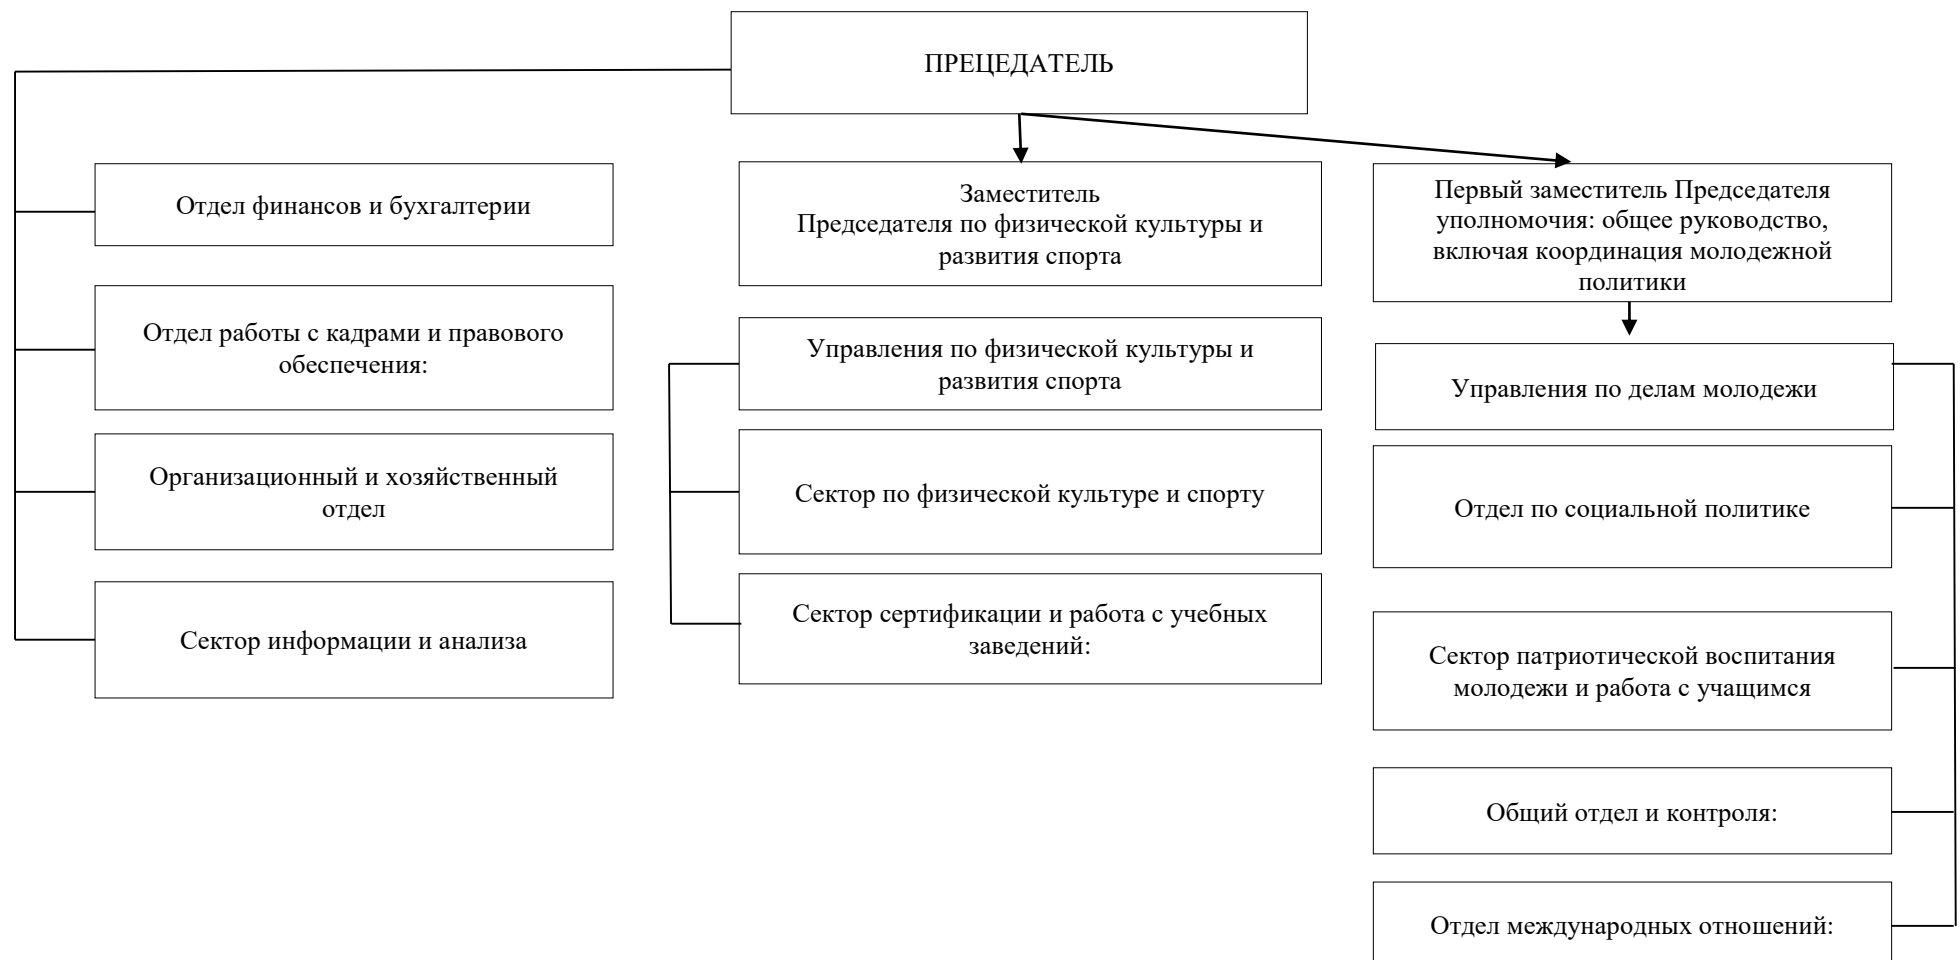 ПРЕЦЕДАТЕЛЬ
Отдел финансов и бухгалтерии
Отдел работы с кадрами и правового
обеспечения:
Организационный и хозяйственный
отдел
Сектор информации и анализа
Заместитель
Председателя по физической культуры и
развития спорта
Управления по физической культуры и
развития спорта
Сектор по физической культуре и спорту
Сектор сертификации и работа с учебных
заведений:
Первый заместитель Председателя
уполномочия: общее руководство,
включая координация молодежной
политики
Управления по делам молодежи
Отдел по социальной политике
Сектор патриотической воспитания
молодежи и работа с учащимся
Общий отдел и контроля:
Отдел международных отношений: